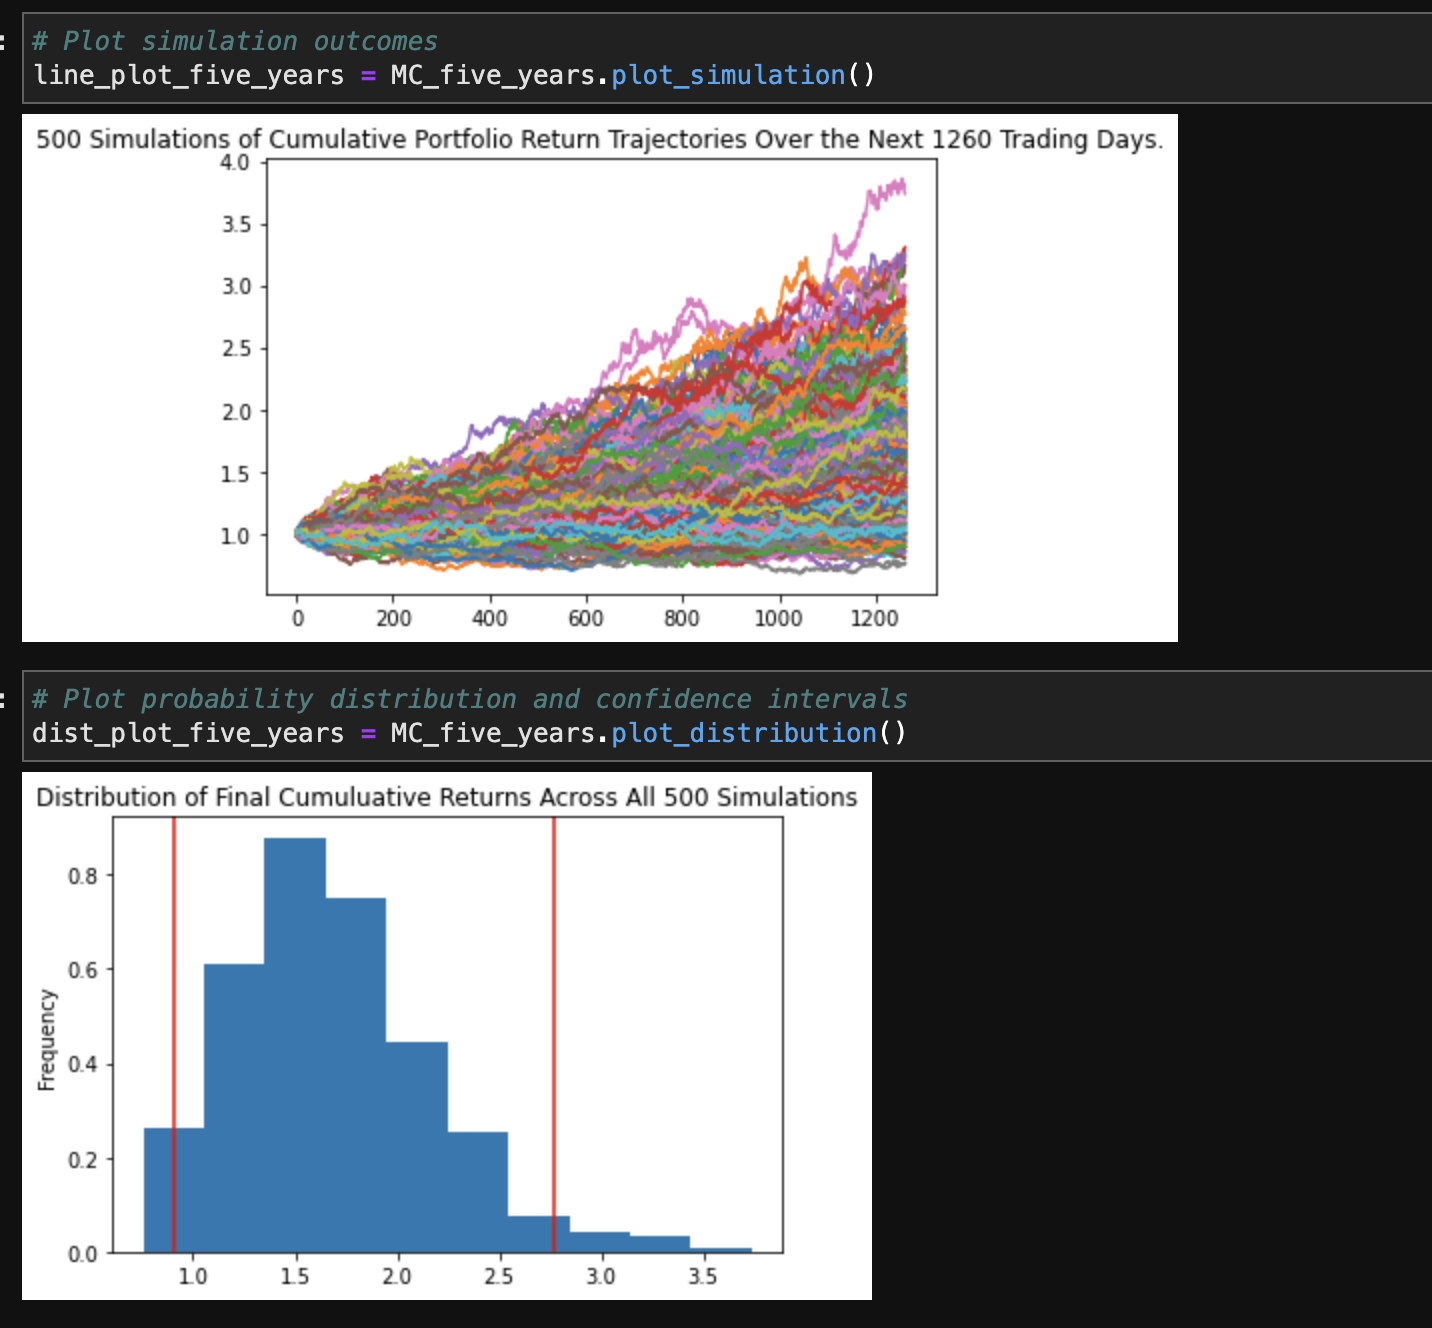 # Plot simulation outcomes
line_plot_five_years = MC_five_years.plot_simulation()
500 Simulations of Cumulative Portfolio Return Trajectories Over the Next 1260 Trading Days.
4.0
3.5
3.0
2.5
2.0
1.5
1.0
0 200 400 600 800 1000 1200
# Plot probability distribution and confidence intervals
dist_plot_five_years = MC_five_years.plot_distribution()
Distribution of Final Cumuluative Returns Across All 500 Simulations
Frequency
0.8
0.6
0.4
0.2
0.0
1.0 1.5 2.0 2.5 3.0 3.5